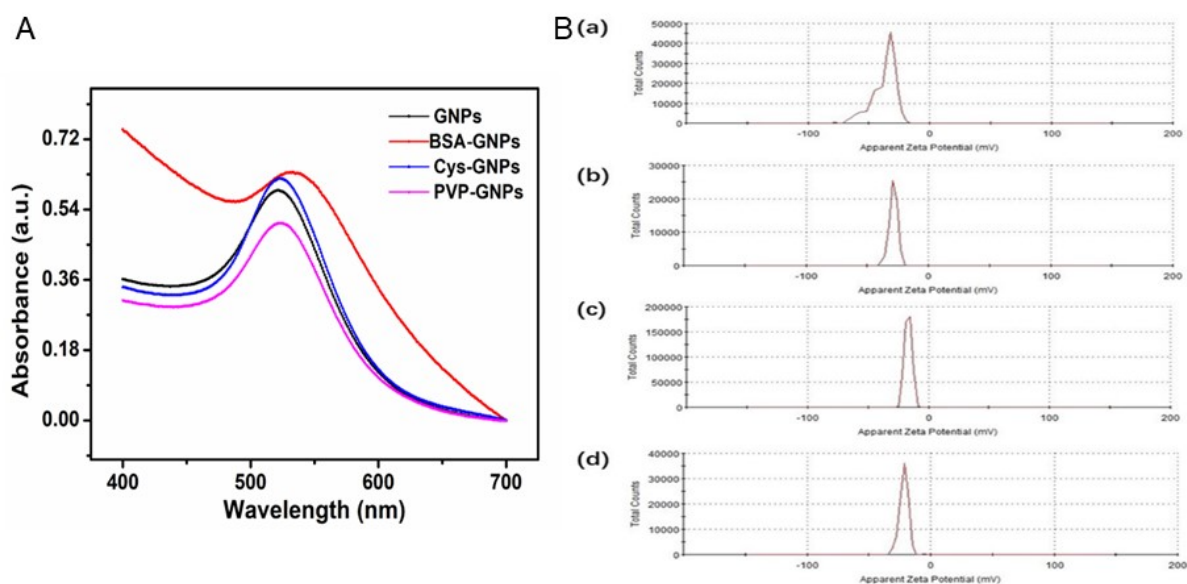 A
GNPs
BSA-GNPs
Cys-GNPs
PVP-GNPs
Absorbance (a.u.)
0.72
0.54
0.36
0.18
0.00
400
500
600
700
Wavelength (nm)
B
(a)
Total Counts
50000
40000
30000
20000
10000
0
-100
0
100
200
Apparent Zeta Potential (mV)
(b)
Total Counts
30000
20000
10000
0
-100
0
100
200
Apparent Zeta Potential (mV)
(c)
Total Counts
200000
150000
100000
50000
0
-100
0
100
200
Apparent Zeta Potential (mV)
(d)
Total Counts
40000
30000
20000
10000
0
-100
0
100
200
Apparent Zeta Potential (mV)